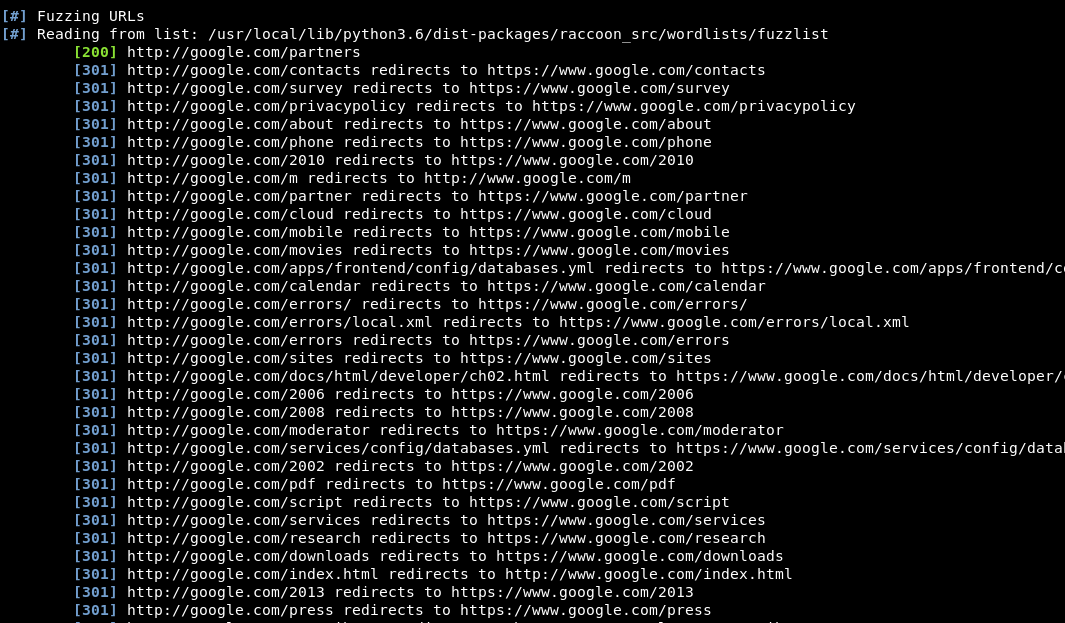 [#] Fuzzing URLs
[#] Reading from list: /usr/local/lib/python3.6/dist-packages/raccoon_src/wordlists/fuzzlist
[200] http://google.com/partners
[301] http://google.com/contacts redirects to https://www.google.com/contacts
[301] http://google.com/survey redirects to https://www.google.com/survey
[301] http://google.com/privacypolicy redirects to https://www.google.com/privacypolicy
[301] http://google.com/about redirects to https://www.google.com/about
[301] http://google.com/phone redirects to https://www.google.com/phone
[301] http://google.com/2010 redirects to https://www.google.com/2010
[301] http://google.com/m redirects to http://www.google.com/m
[301] http://google.com/partner redirects to https://www.google.com/partner
[301] http://google.com/cloud redirects to https://www.google.com/cloud
[301] http://google.com/mobile redirects to https://www.google.com/mobile
[301] http://google.com/movies redirects to https://www.google.com/movies
[301] http://google.com/apps/frontend/config/databases.yml redirects to https://www.google.com/apps/frontend/c
[301] http://google.com/calendar redirects to https://www.google.com/calendar
[301] http://google.com/errors/ redirects to https://www.google.com/errors/
[301] http://google.com/errors/local.xml redirects to https://www.google.com/errors/local.xml
[301] http://google.com/errors redirects to https://www.google.com/errors
[301] http://google.com/sites redirects to https://www.google.com/sites
[301] http://google.com/docs/html/developer/ch02.html redirects to https://www.google.com/docs/html/developer/
[301] http://google.com/2006 redirects to https://www.google.com/2006
[301] http://google.com/2008 redirects to https://www.google.com/2008
[301] http://google.com/moderator redirects to https://www.google.com/moderator
[301] http://google.com/services/config/databases.yml redirects to https://www.google.com/services/config/data
[301] http://google.com/2002 redirects to https://www.google.com/2002
[301] http://google.com/pdf redirects to https://www.google.com/pdf
[301] http://google.com/script redirects to https://www.google.com/script
[301] http://google.com/services redirects to https://www.google.com/services
[301] http://google.com/research redirects to https://www.google.com/research
[301] http://google.com/downloads redirects to https://www.google.com/downloads
[301] http://google.com/index.html redirects to http://www.google.com/index.html
[301] http://google.com/2013 redirects to https://www.google.com/2013
[301] http://google.com/press redirects to https://www.google.com/press